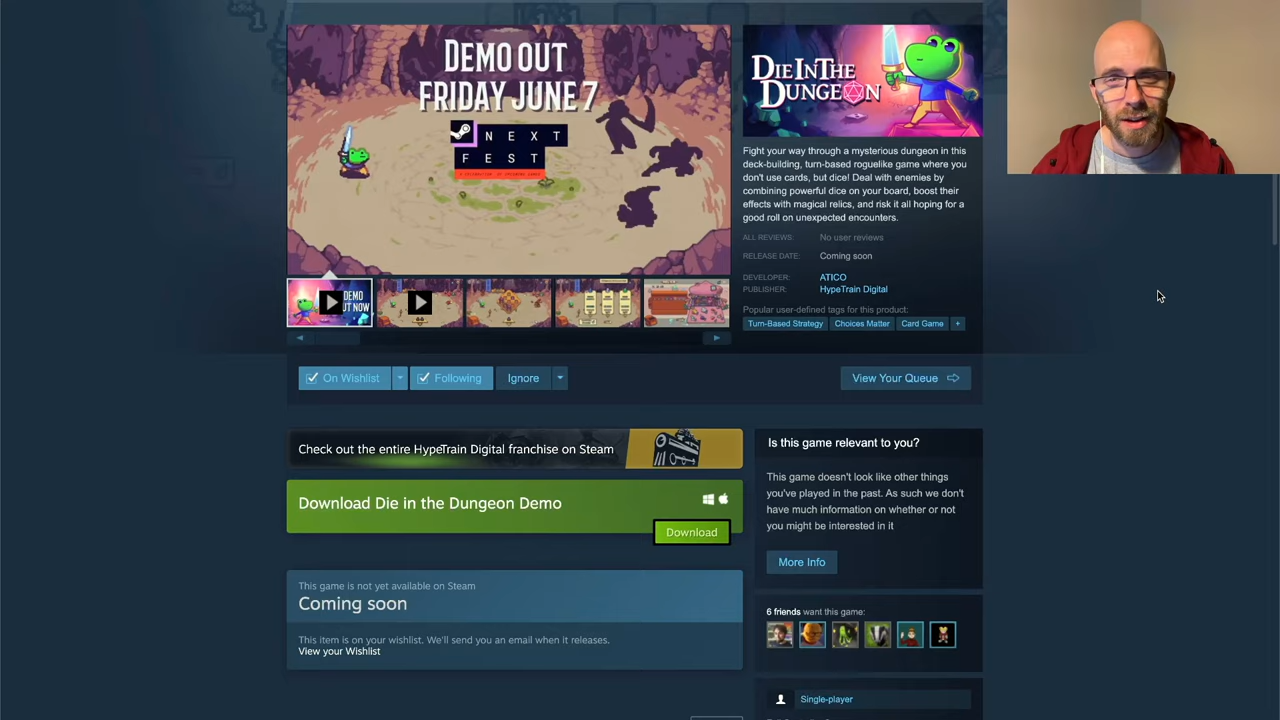 DEMO OUT
FRIDAY JUNE 7
NEXT
FEST
DIE IN THE
DUNGEON
Fight your way through a mysterious dungeon in this
deck-building, turn-based roguelike game where you
don't use cards, but dice! Deal with enemies by
combining powerful dice on your board, boost their
effects with magical relics, and risk it all hoping for a
good roll on unexpected encounters.
ALL REVIEWS: No user reviews
RELEASE DATE: Coming soon
DEVELOPER: ATICO
PUBLISHER: HypeTrain Digital
Popular user-defined tags for this product:
Turn-Based Strategy Choices Matter Card Game +
On Wishlist Following Ignore View Your Queue
Check out the entire HypeTrain Digital franchise on Steam
Is this game relevant to you?
This game doesn't look like other things
you've played in the past. As such we don't
have much information on whether or not
you might be interested in it
More Info
Download Die in the Dungeon Demo
Download
This game is not yet available on Steam
Coming soon
This item is on your wishlist. We'll send you an email when it releases.
View your Wishlist
6 friends want this game:
Single-player